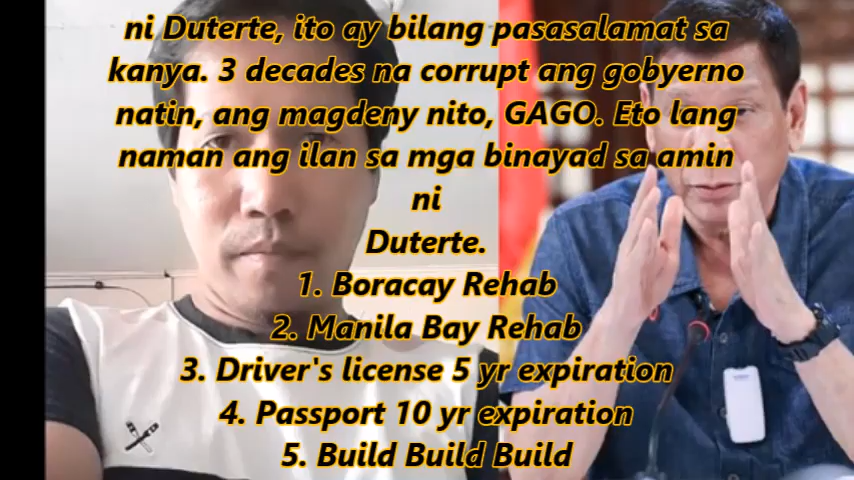 ni Duterte, ito ay bilang pasasalamat sa
kanya. 3 decades na corrupt ang gobyerno
natin, ang magdeny nito, GAGO. Eto lang
naman ang ilan sa mga binayad sa amin
ni
Duterte.
1. Boracay Rehab
2. Manila Bay Rehab
3. Driver's license 5 yr expiration
4. Passport 10 yr expiration
5. Build Build Build